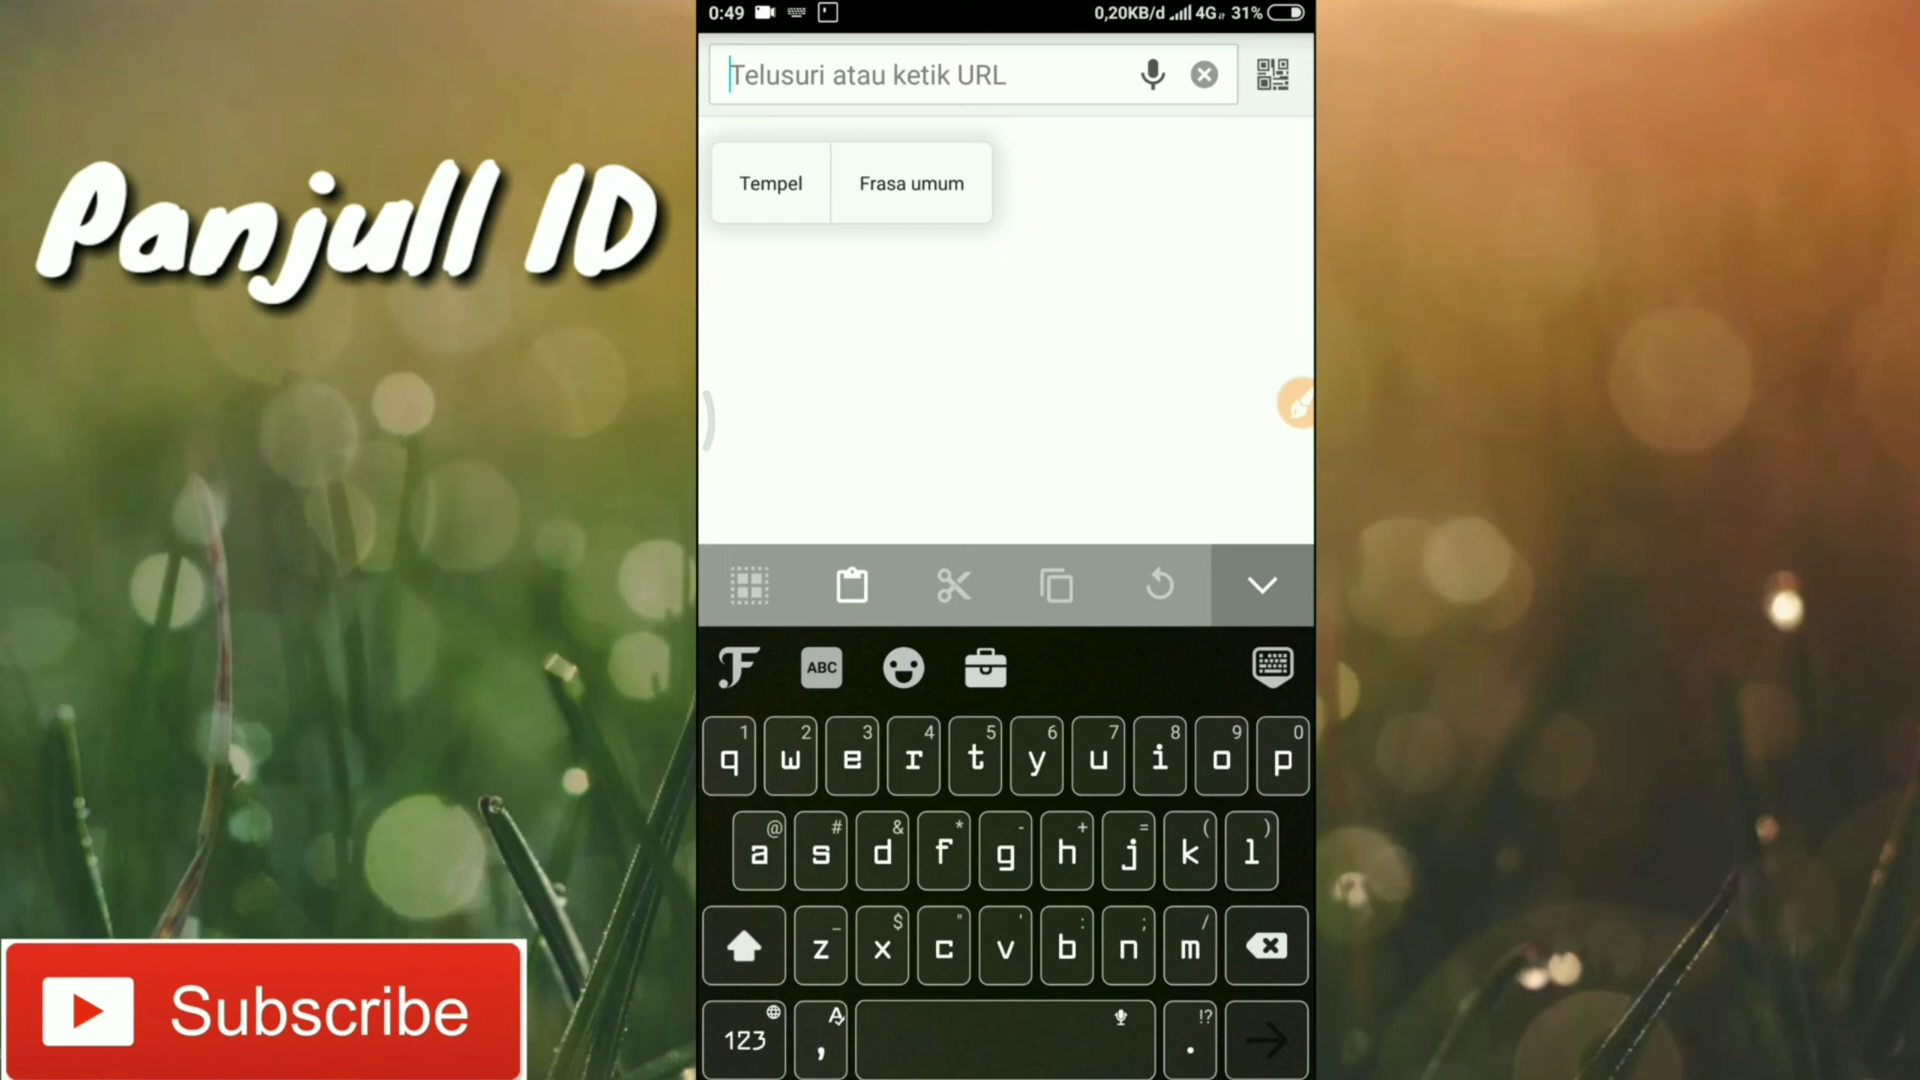 0:49 0,20KB/d 4G 31%
Telusuri atau ketik URL
Panjull ID
Tempel Frasa umum
F ABC
1 2 3 4 5 6 7 8 9 0
q w e r t y u i o p
@ # & * - + = ( )
a s d f g h j k l
_ $ " ' : ; /
z x c v b n m
Subscribe
123 , . !?